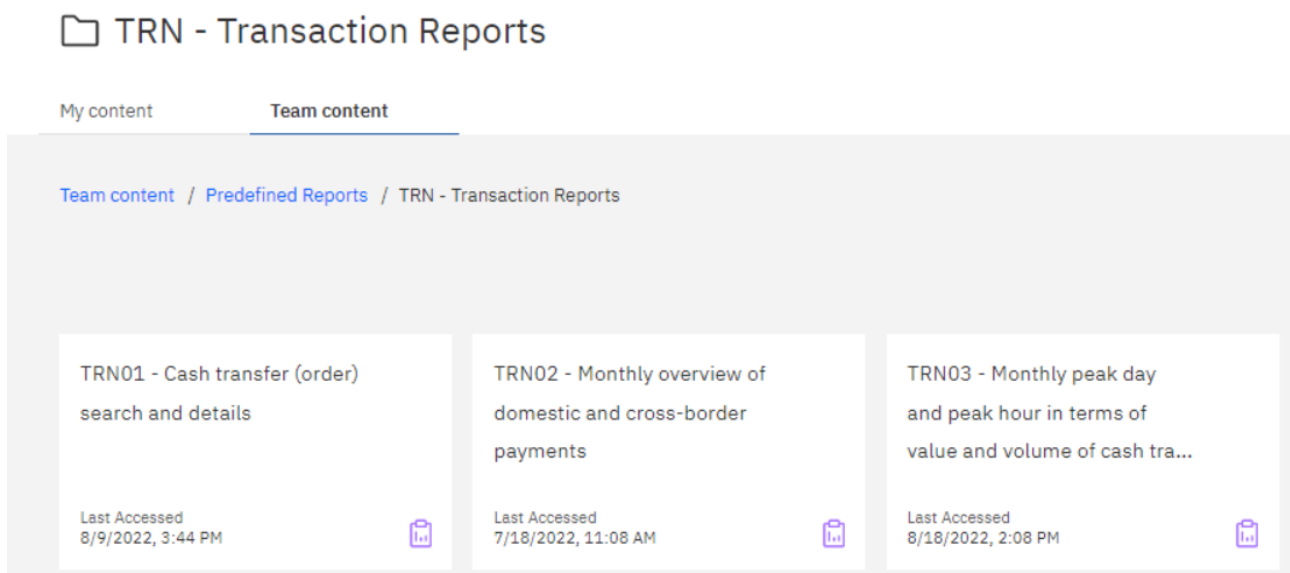 TRN - Transaction Reports
My content Team content
Team content / Predefined Reports / TRN - Transaction Reports
TRN01 - Cash transfer (order)
search and details
Last Accessed
8/9/2022, 3:44 PM
TRN02 - Monthly overview of
domestic and cross-border
payments
Last Accessed
7/18/2022, 11:08 AM
TRN03 - Monthly peak day
and peak hour in terms of
value and volume of cash tra...
Last Accessed
8/18/2022, 2:08 PM